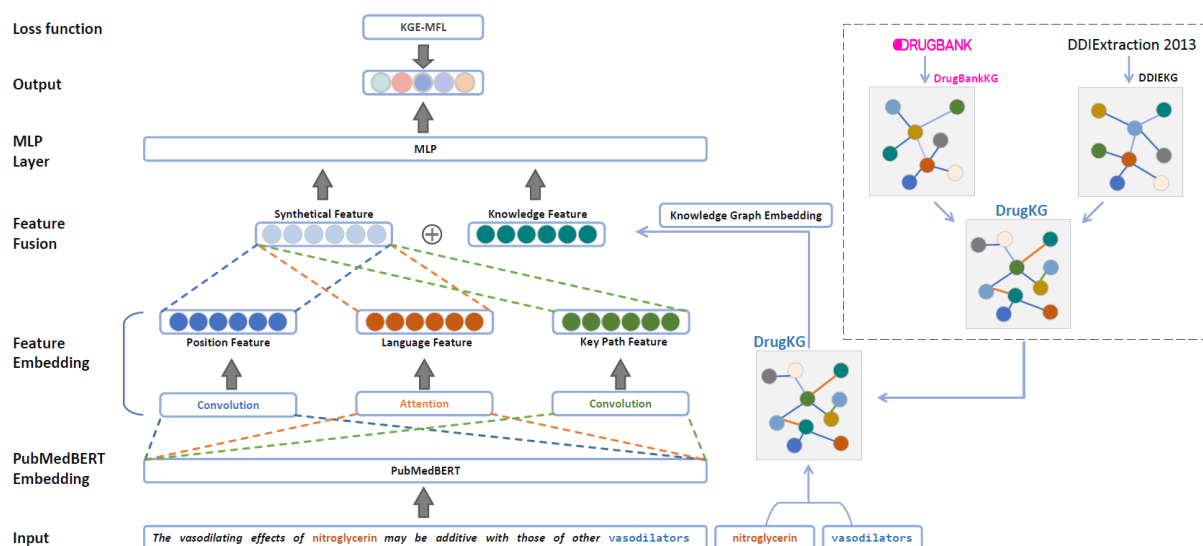 Loss function
KGE-MFL
Output
MLP
Layer
MLP
Feature
Fusion
Synthetical Feature
Knowledge Feature
Knowledge Graph Embedding
Feature
Embedding
Position Feature
Language Feature
Key Path Feature
Convolution
Attention
Convolution
PubMedBERT
Embedding
PubMedBERT
Input
The vasodilating effects of nitroglycerin may be additive with those of other vasodilators
nitroglycerin
vasodilators
DrugKG
DRUGBANK
DDIExtraction 2013
DrugBankKG
DDIEKG
DrugKG